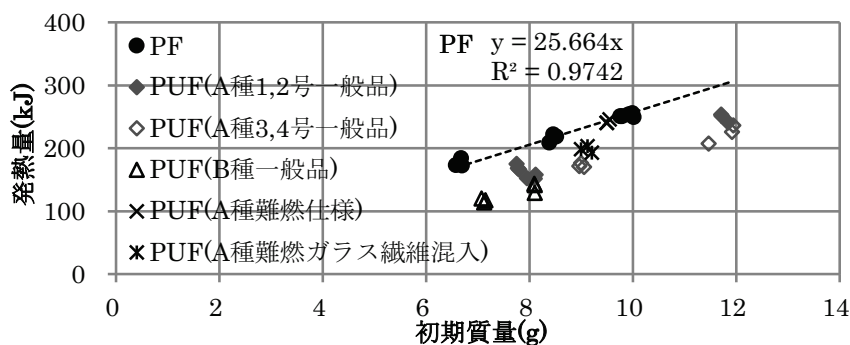 400
300
200
100
0
発熱量(kJ)
PF
PUF(A種1,2号一般品)
PUF(A種3,4号一般品)
PUF(B種一般品)
PUF(A種難燃仕様)
PUF(A種難燃ガラス繊維混入)
PF y = 25.664x
R² = 0.9742
0 2 4 6 8 10 12 14
初期質量(g)